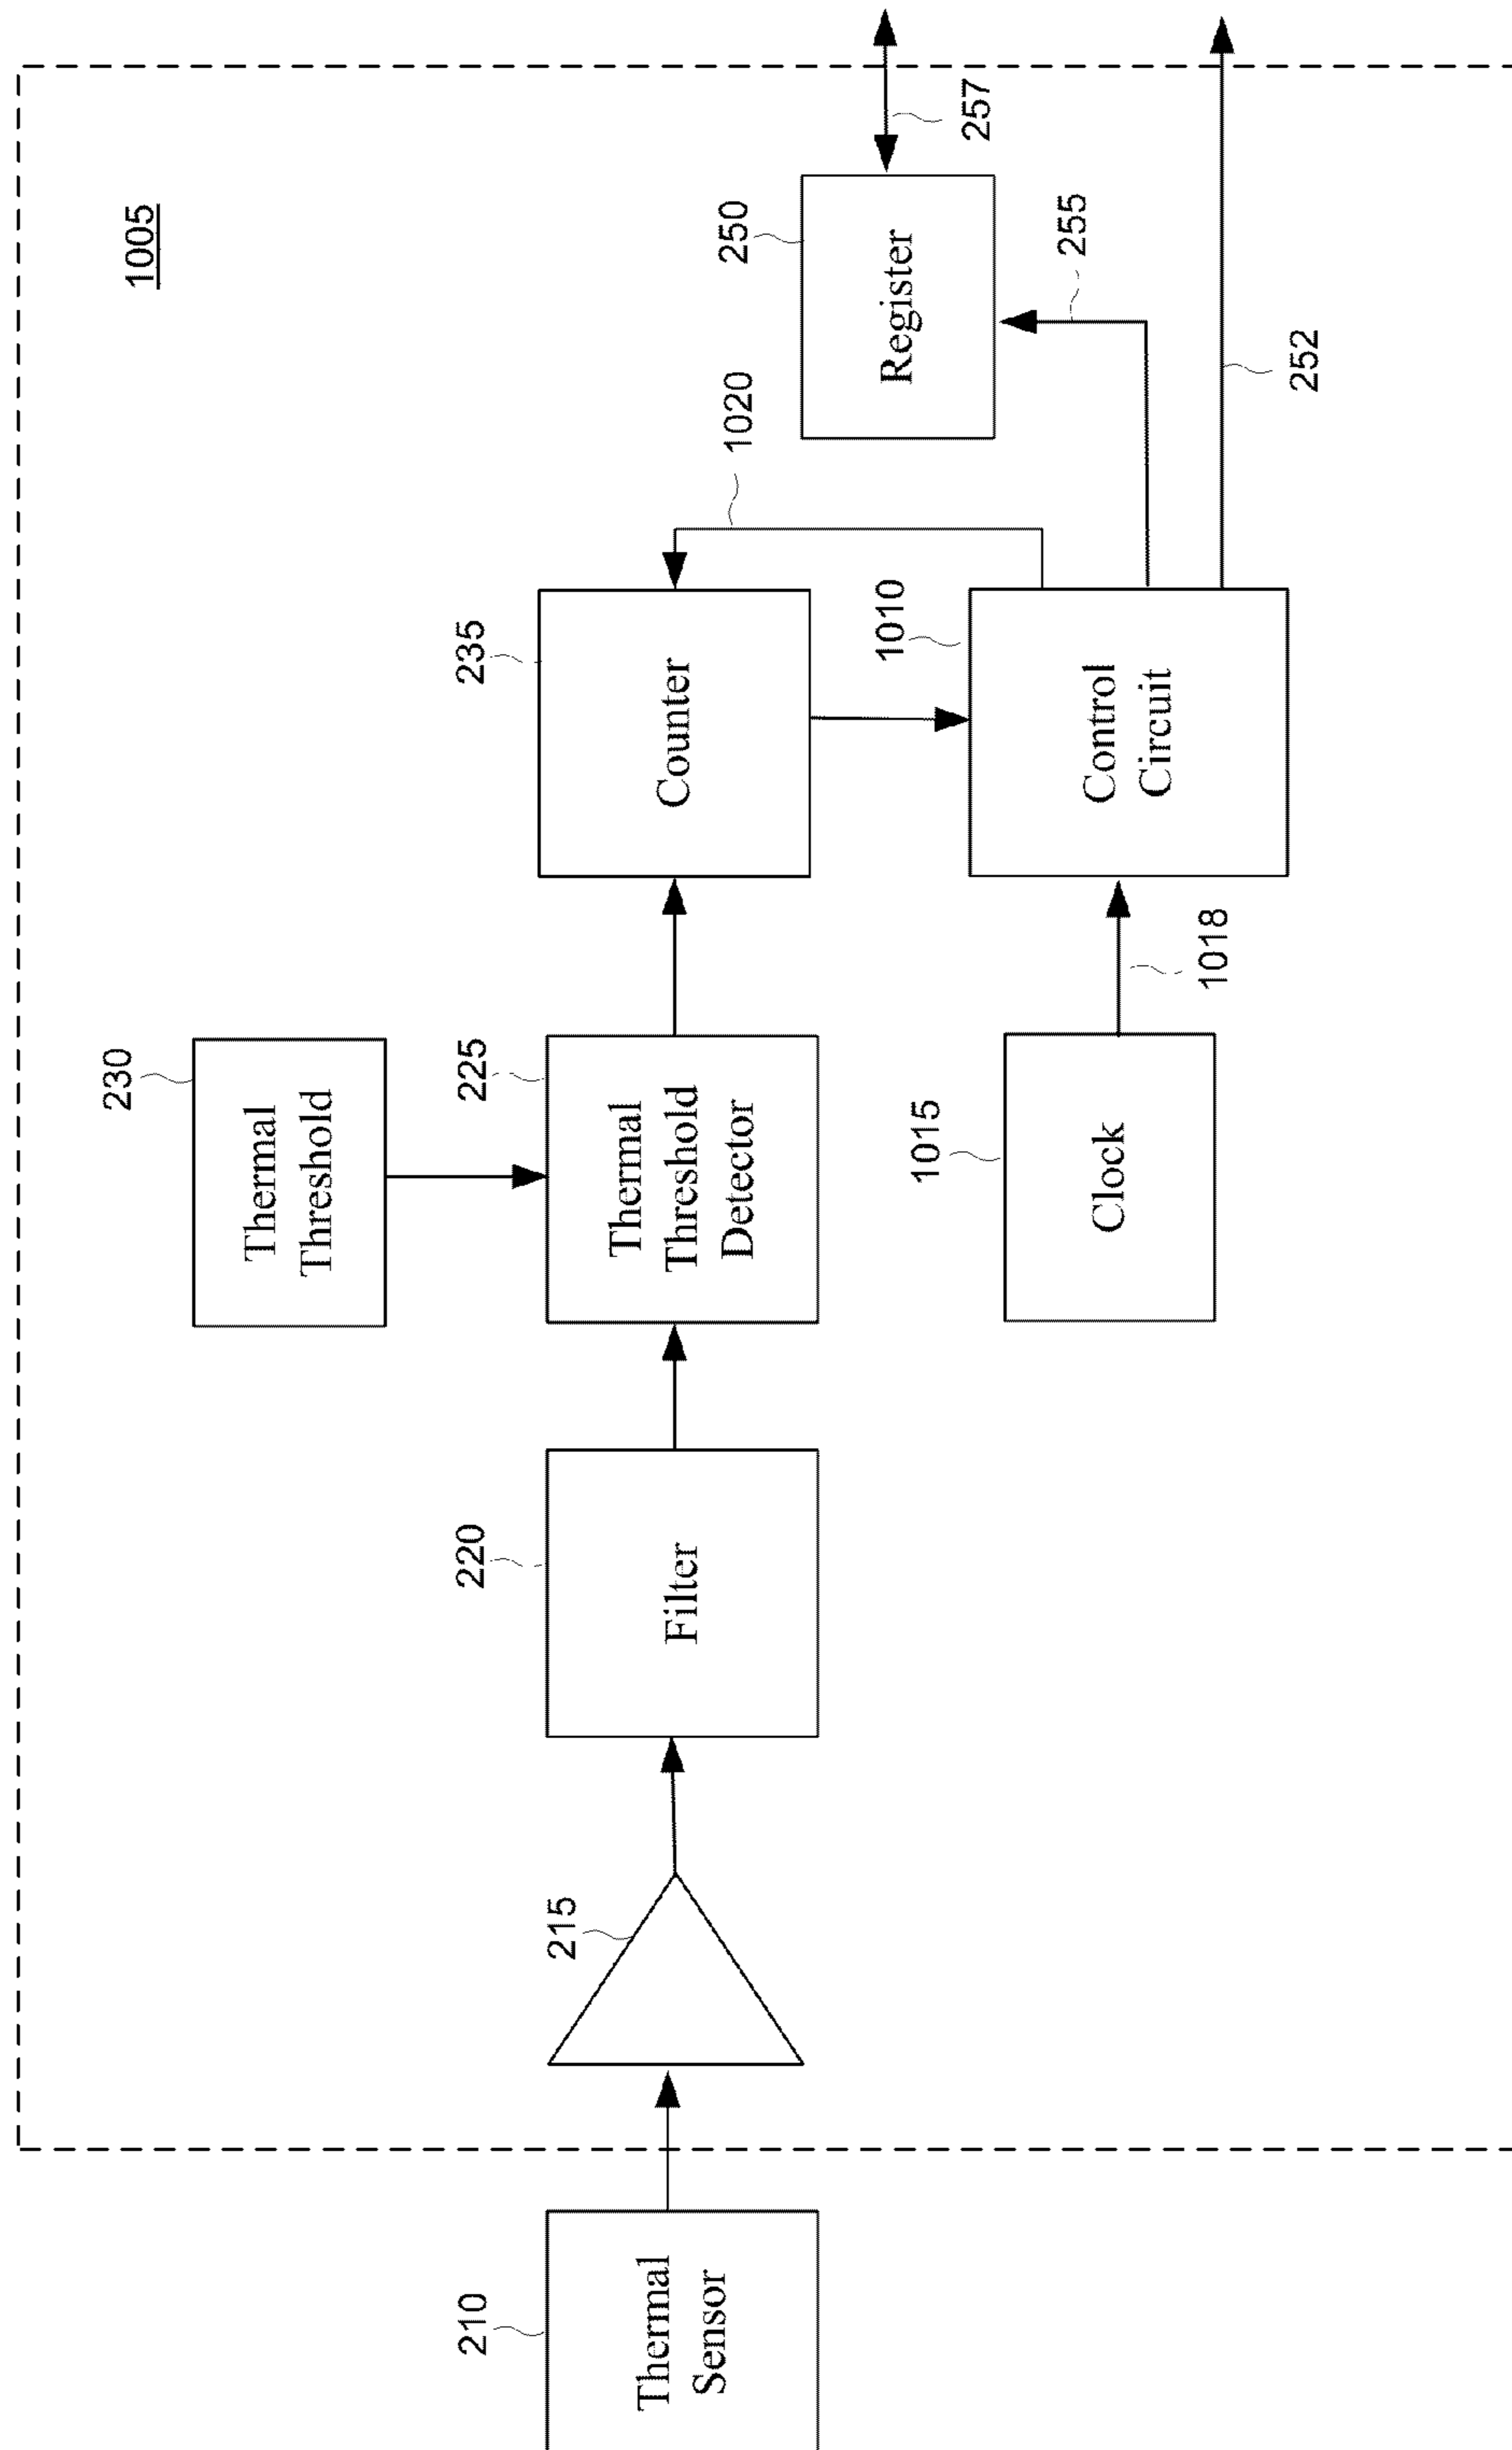 1005
230
Thermal
Threshold
210
Thermal
Sensor
215
220
Filter
225
Thermal
Threshold
Detector
235
Counter
1020
250
Register
257
1015
Clock
1018
1010
Control
Circuit
255
252